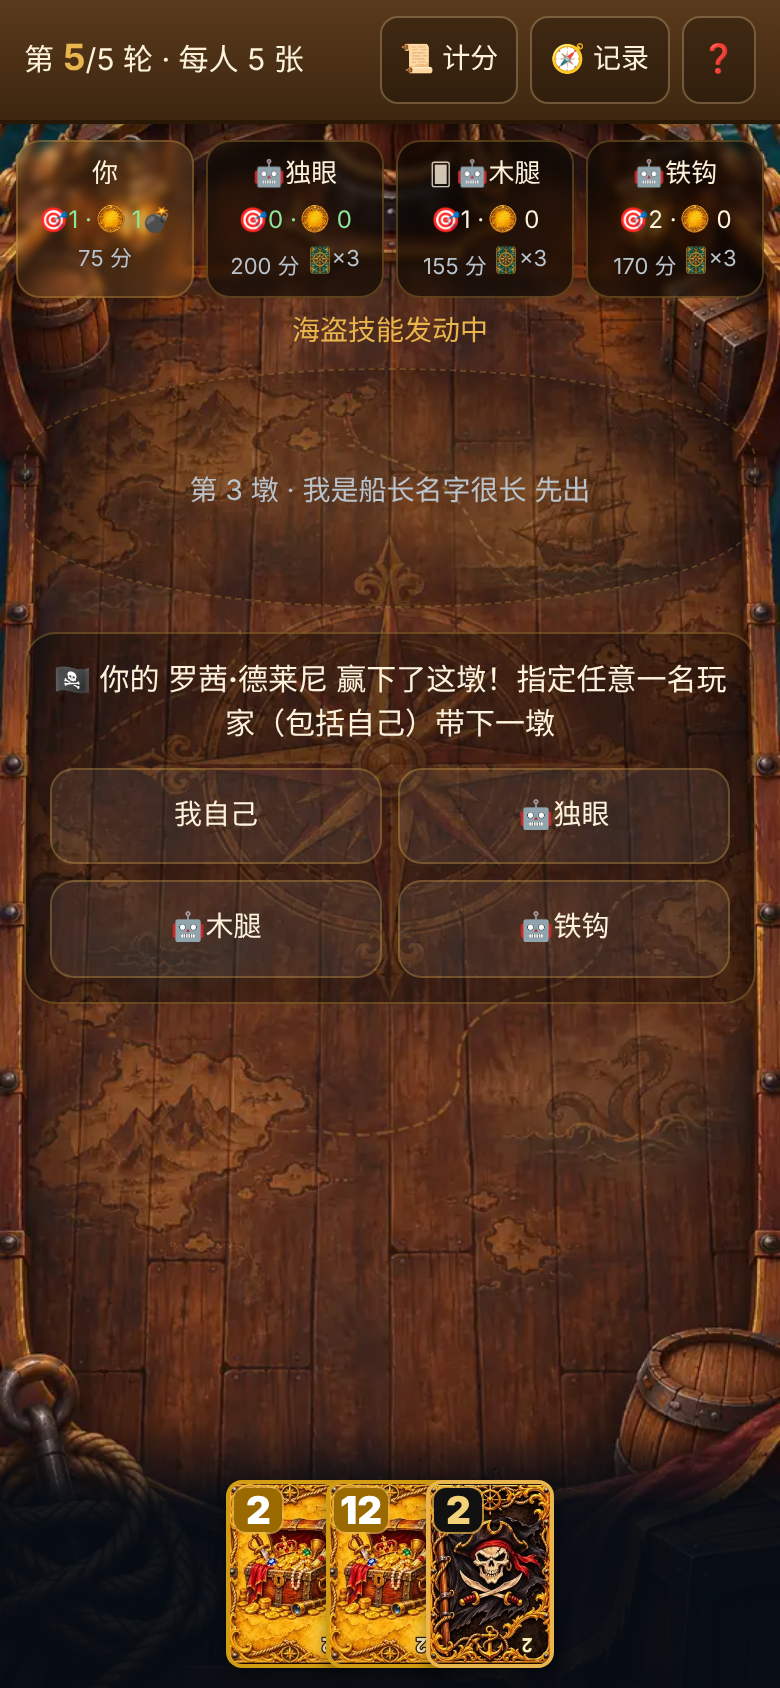 第 5/5 轮 · 每人 5 张
📜 计分
🧭 记录
❓
你
🎯1 · 🪙 1💣
75 分
🤖独眼
🎯0 · 🪙 0
200 分 ×3
🂠 🤖木腿
🎯1 · 🪙 0
155 分 ×3
🤖铁钩
🎯2 · 🪙 0
170 分 ×3
海盗技能发动中
第 3 墩 · 我是船长名字很长 先出
🏴‍☠️ 你的 罗茜·德莱尼 赢下了这墩！指定任意一名玩
家（包括自己）带下一墩
我自己
🤖独眼
🤖木腿
🤖铁钩
2
12
2
2